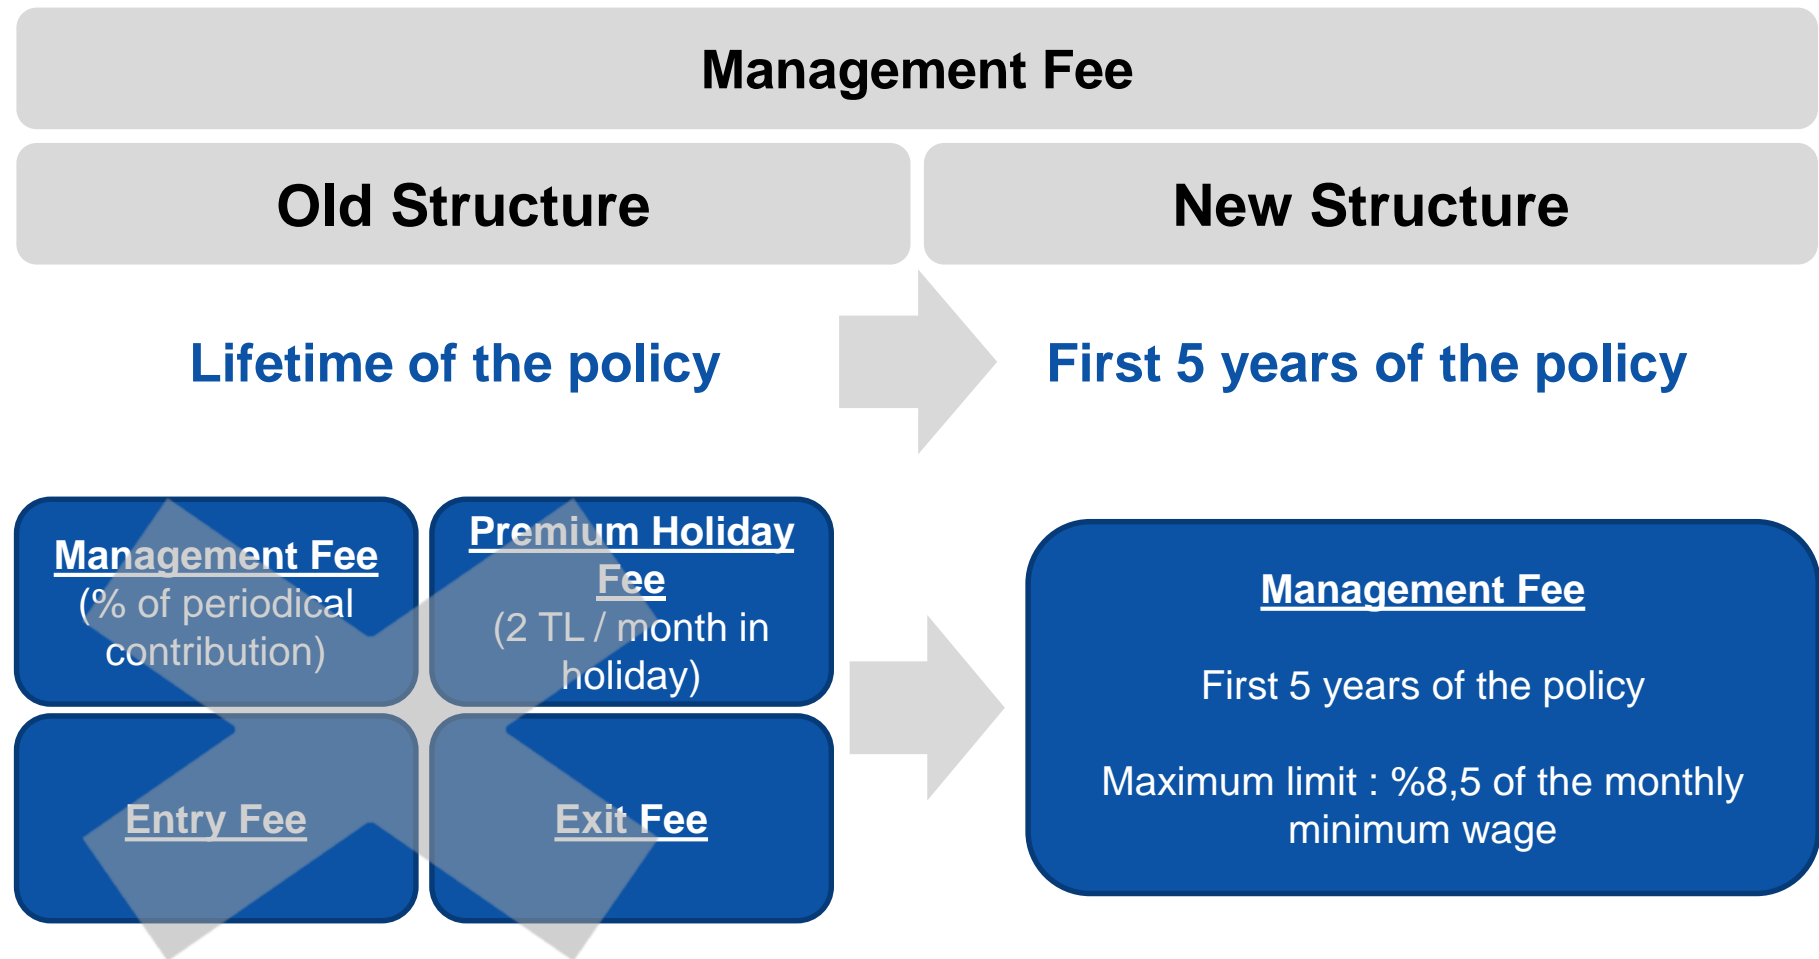 Management Fee
Old Structure
New Structure
Lifetime of the policy
First 5 years of the policy
Management Fee
(% of periodical
contribution)
Premium Holiday
Fee
(2 TL / month in
holiday)
Entry Fee
Exit Fee
Management Fee
First 5 years of the policy
Maximum limit : %8,5 of the monthly
minimum wage